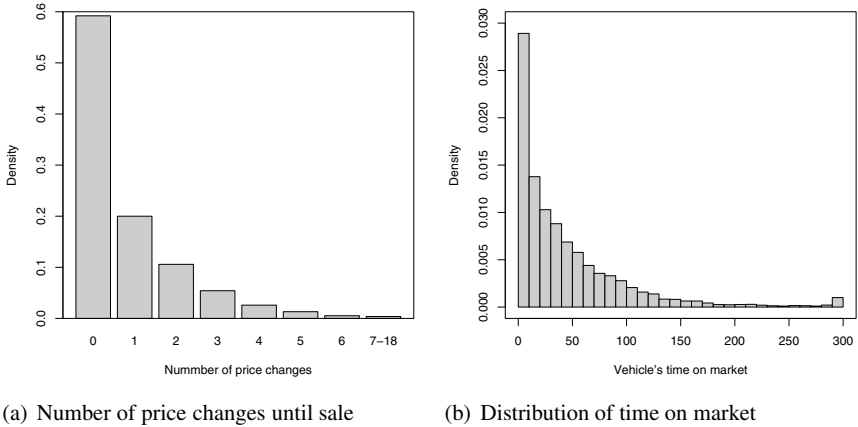 Density
0.0 0.1 0.2 0.3 0.4 0.5 0.6
0 1 2 3 4 5 6 7−18
Nummber of price changes
(a) Number of price changes until sale
Density
0.000 0.005 0.010 0.015 0.020 0.025 0.030
0 50 100 150 200 250 300
Vehicle's time on market
(b) Distribution of time on market